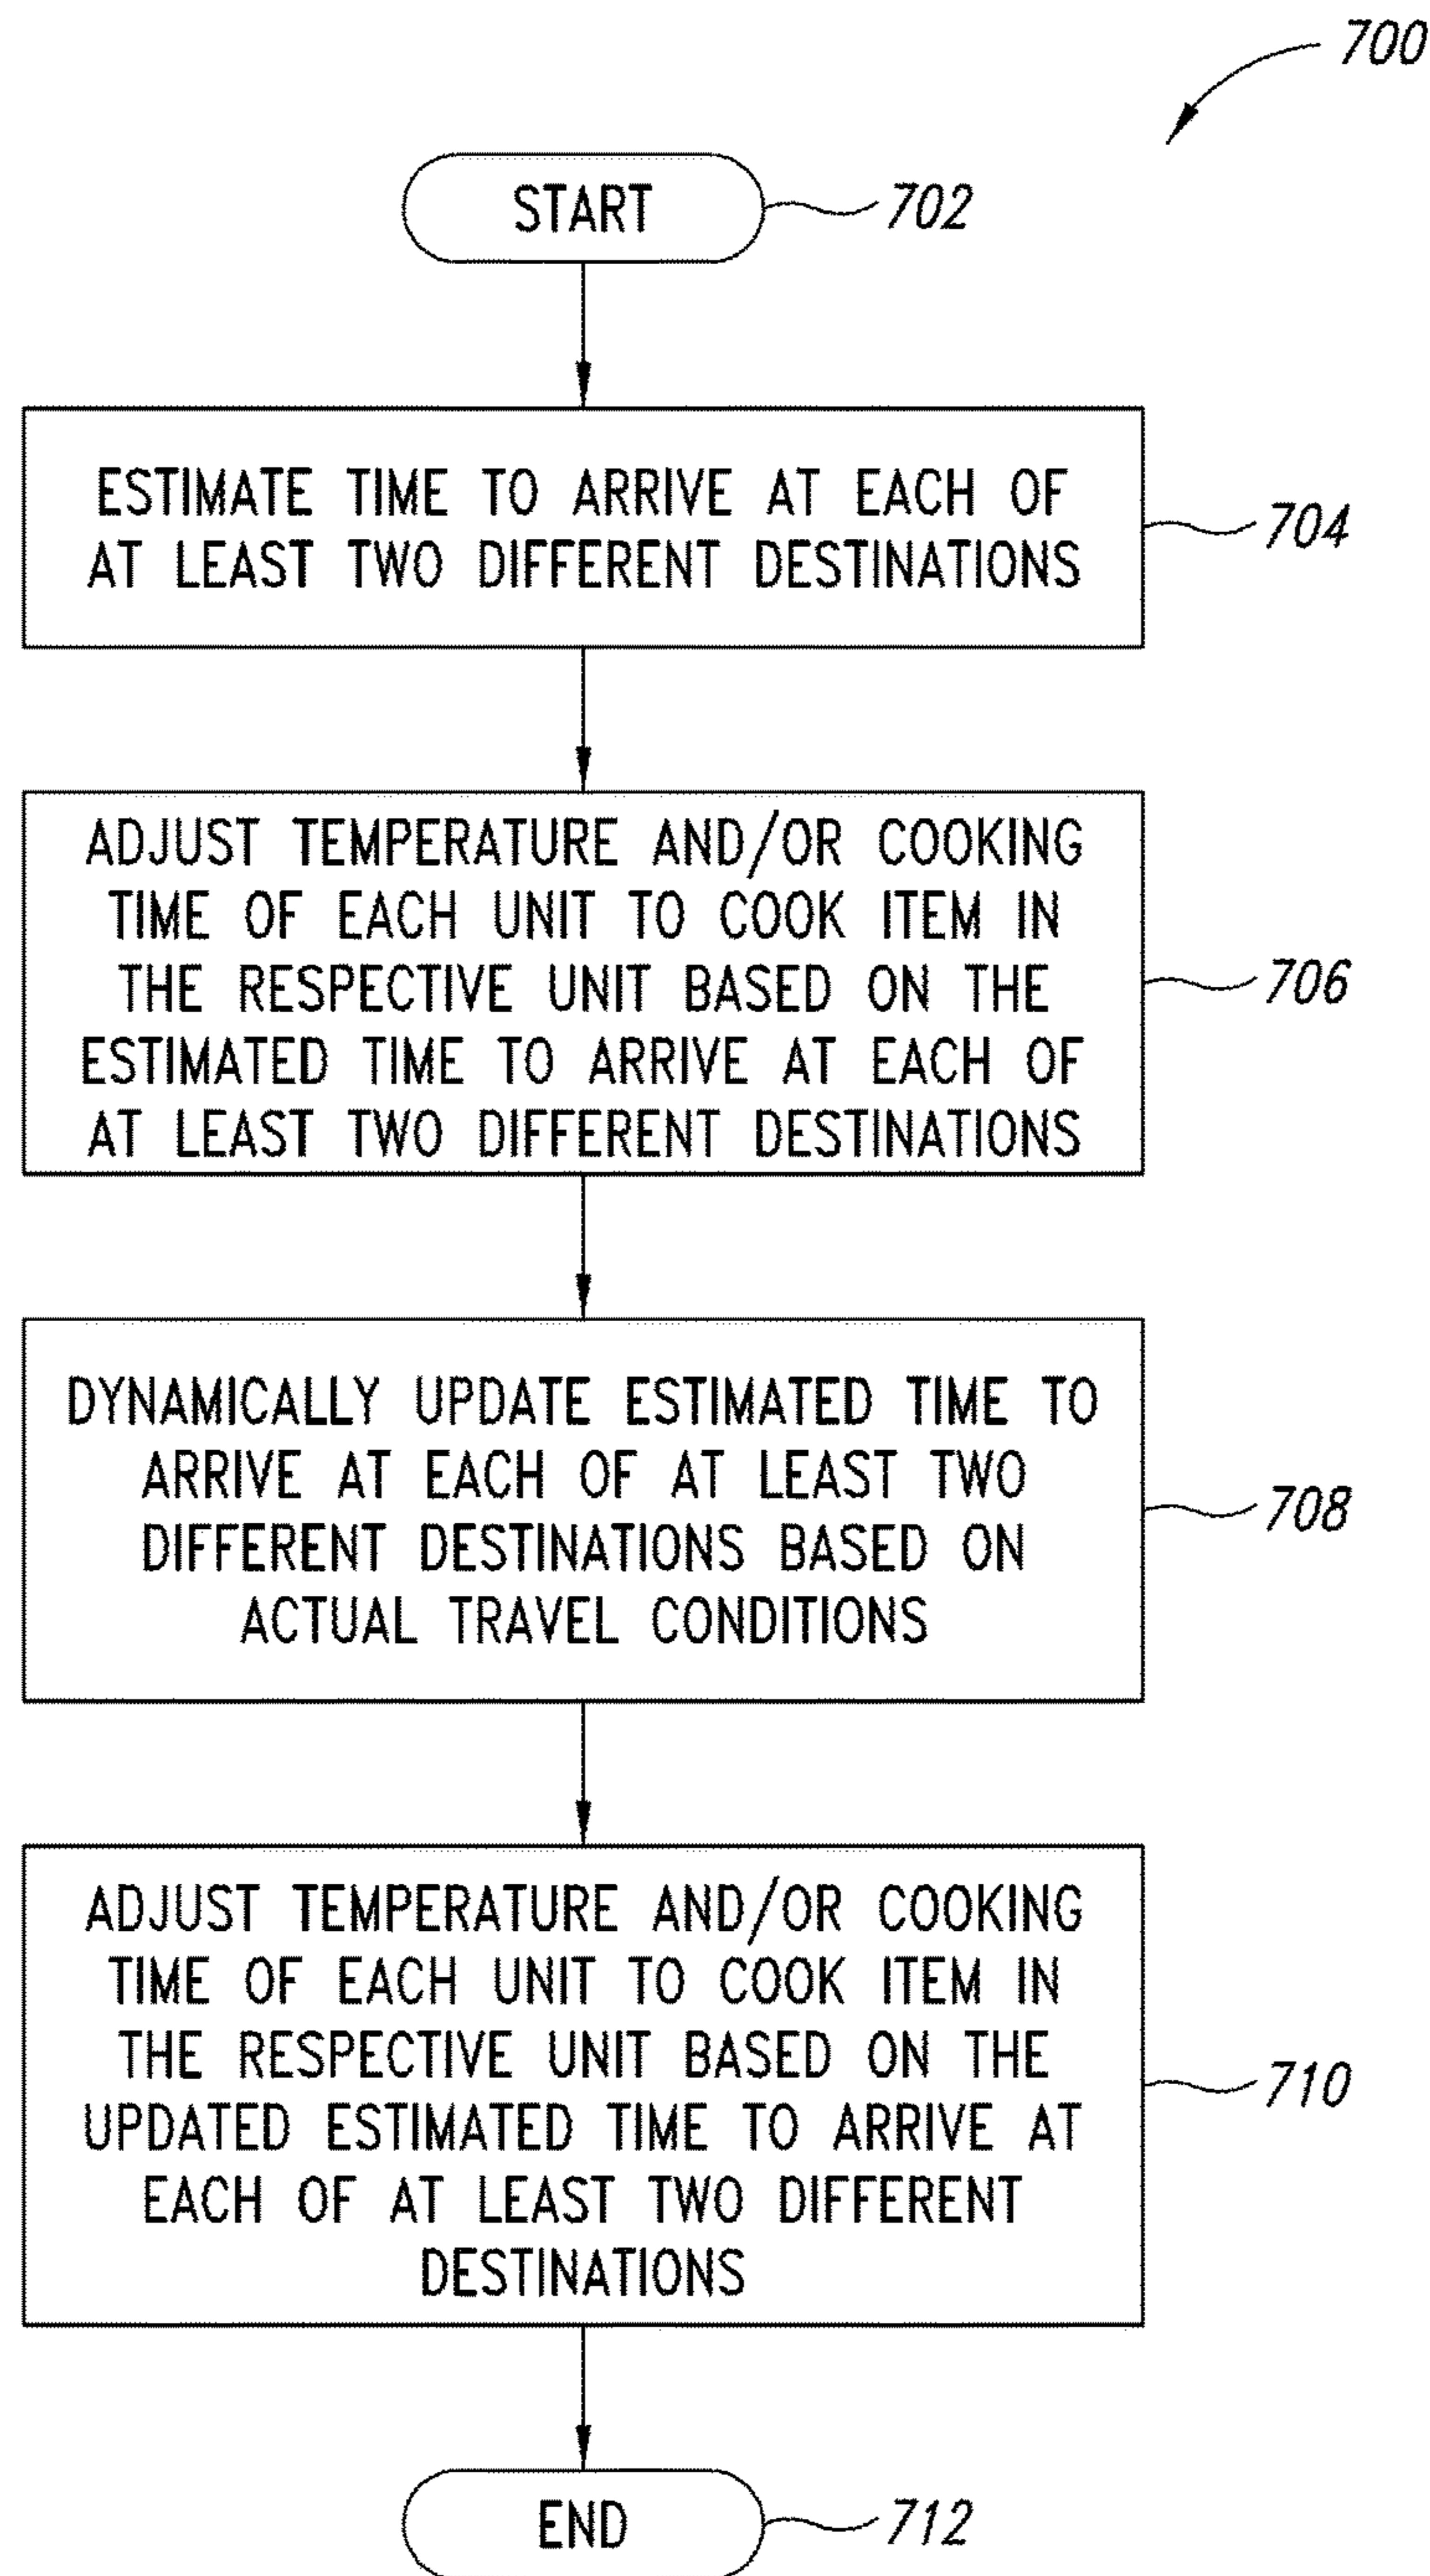 700
START
702
ESTIMATE TIME TO ARRIVE AT EACH OF
AT LEAST TWO DIFFERENT DESTINATIONS
704
ADJUST TEMPERATURE AND/OR COOKING
TIME OF EACH UNIT TO COOK ITEM IN
THE RESPECTIVE UNIT BASED ON THE
ESTIMATED TIME TO ARRIVE AT EACH OF
AT LEAST TWO DIFFERENT DESTINATIONS
706
DYNAMICALLY UPDATE ESTIMATED TIME TO
ARRIVE AT EACH OF AT LEAST TWO
DIFFERENT DESTINATIONS BASED ON
ACTUAL TRAVEL CONDITIONS
708
ADJUST TEMPERATURE AND/OR COOKING
TIME OF EACH UNIT TO COOK ITEM IN
THE RESPECTIVE UNIT BASED ON THE
UPDATED ESTIMATED TIME TO ARRIVE AT
EACH OF AT LEAST TWO DIFFERENT
DESTINATIONS
710
END
712